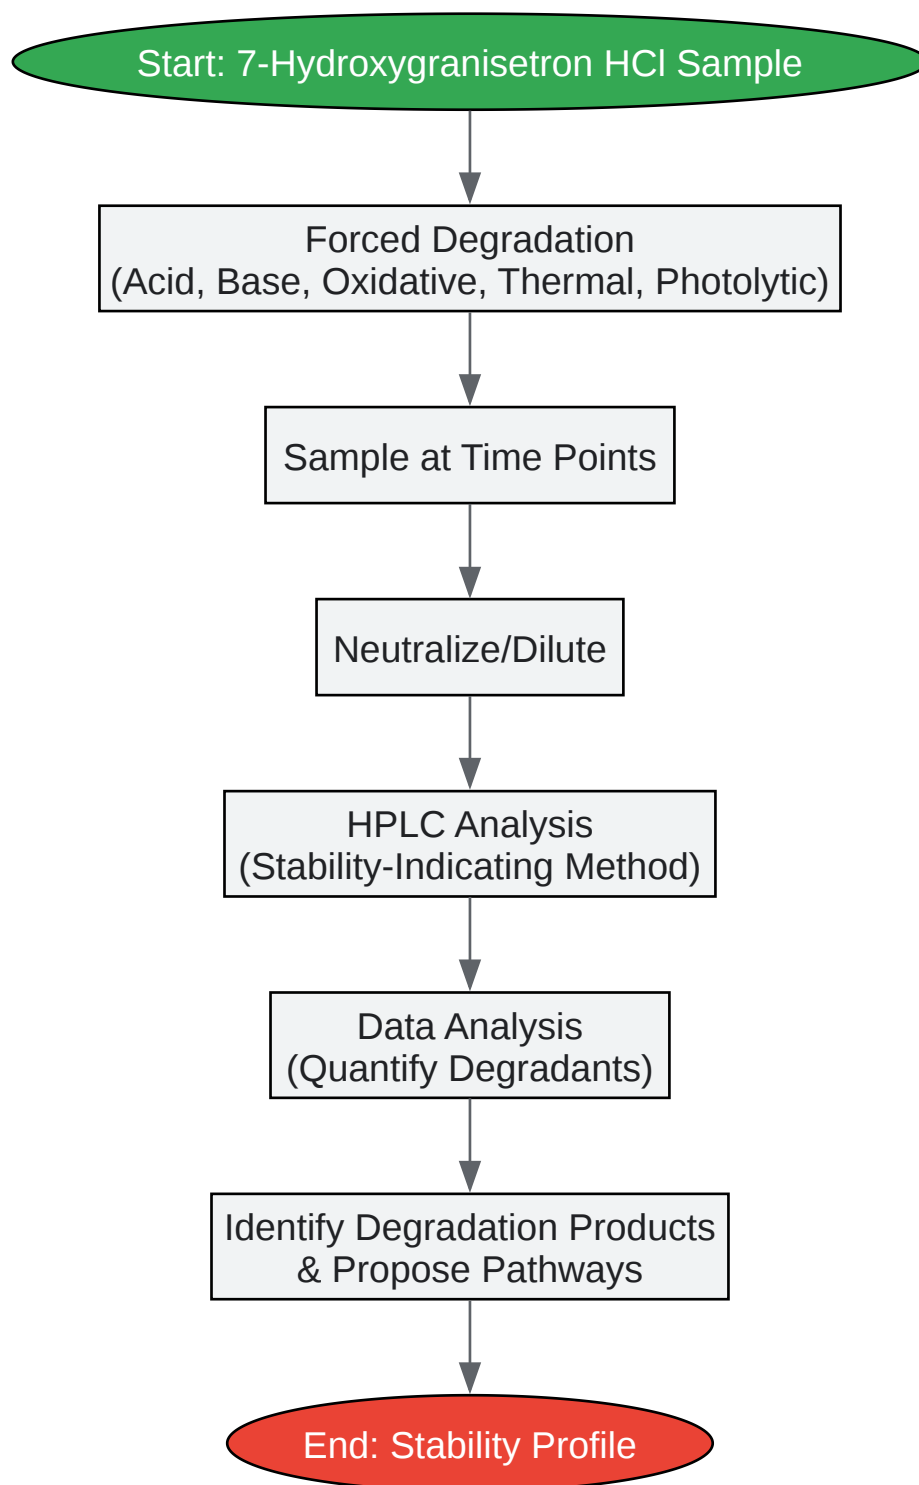 Start: 7-Hydroxygranisetron HCl Sample
Forced Degradation
(Acid, Base, Oxidative, Thermal, Photolytic)
Sample at Time Points
Neutralize/Dilute
HPLC Analysis
(Stability-Indicating Method)
Data Analysis
(Quantify Degradants)
Identify Degradation Products
& Propose Pathways
End: Stability Profile